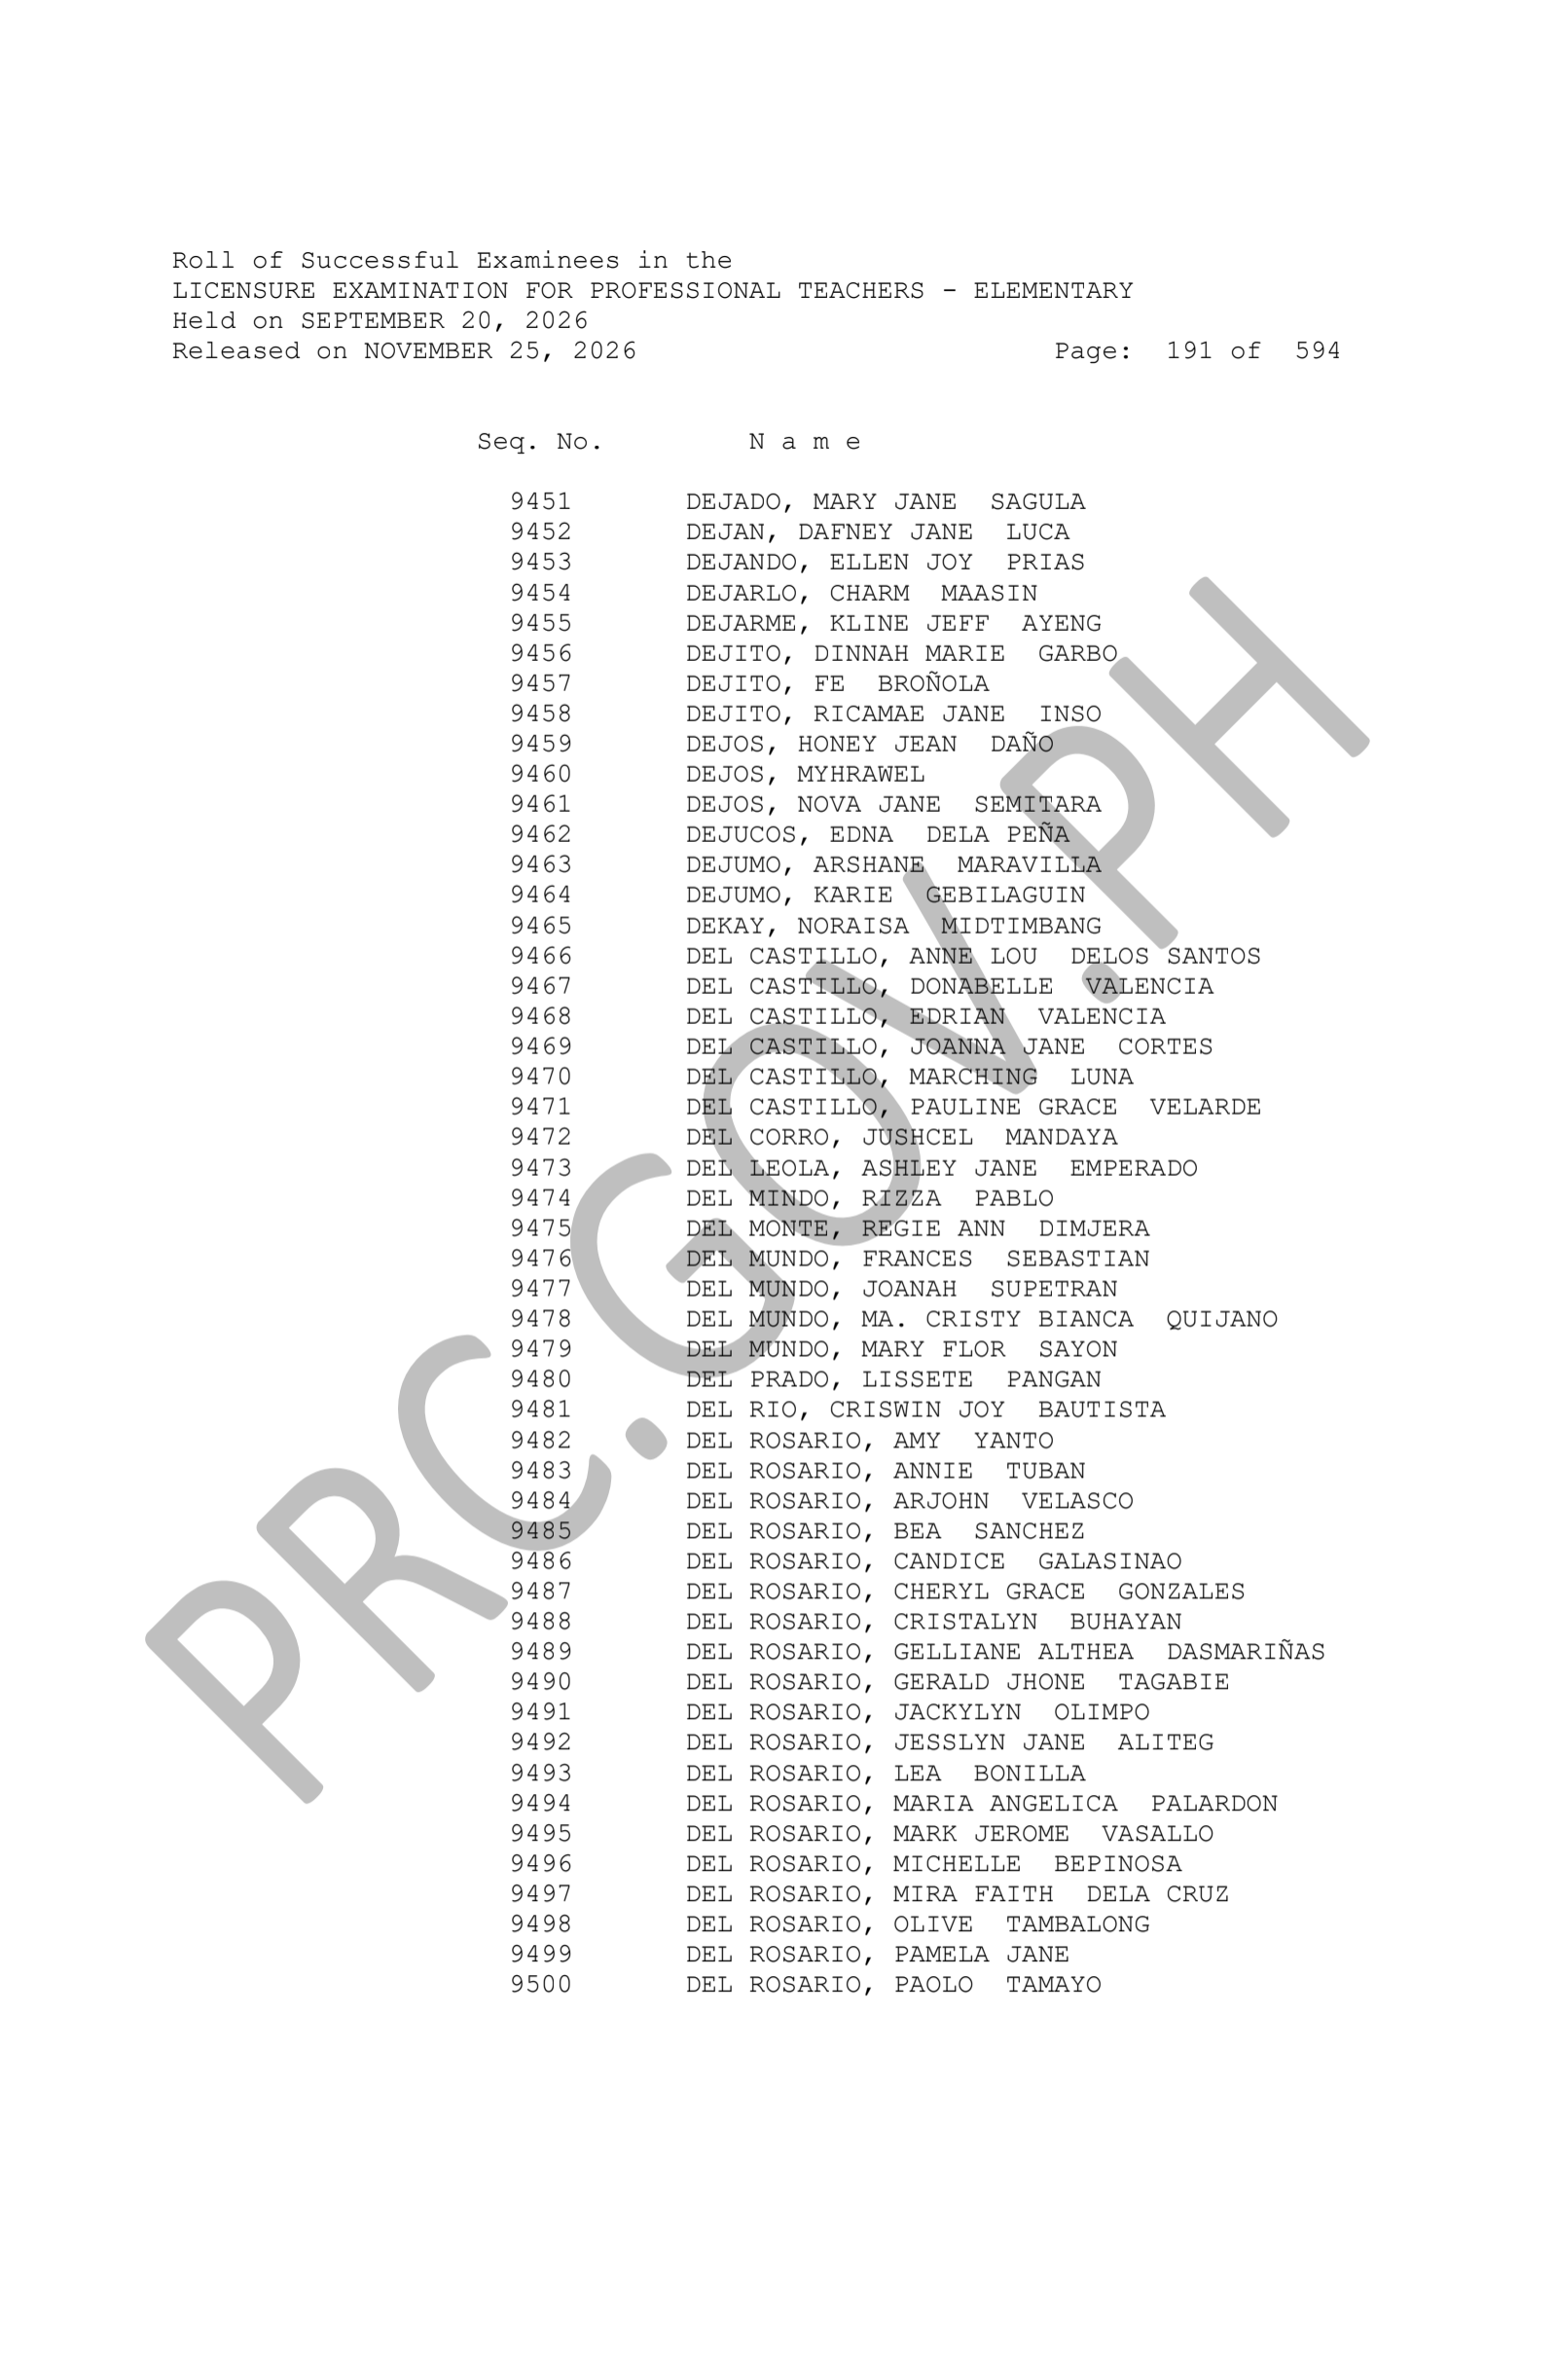 Roll of Successful Examinees in the
LICENSURE EXAMINATION FOR PROFESSIONAL TEACHERS - ELEMENTARY
Held on SEPTEMBER 20, 2026
Released on NOVEMBER 25, 2026 Page: 191 of 594
Seq. No. N a m e
9451 DEJADO, MARY JANE SAGULA
9452 DEJAN, DAFNEY JANE LUCA
9453 DEJANDO, ELLEN JOY PRIAS
9454 DEJARLO, CHARM MAASIN
9455 DEJARME, KLINE JEFF AYENG
9456 DEJITO, DINNAH MARIE GARBO
9457 DEJITO, FE BROÑOLA
9458 DEJITO, RICAMAE JANE INSO
9459 DEJOS, HONEY JEAN DAÑO
9460 DEJOS, MYHRAWEL
9461 DEJOS, NOVA JANE SEMITARA
9462 DEJUCOS, EDNA DELA PEÑA
9463 DEJUMO, ARSHANE MARAVILLA
9464 DEJUMO, KARIE GEBILAGUIN
9465 DEKAY, NORAISA MIDTIMBANG
9466 DEL CASTILLO, ANNE LOU DELOS SANTOS
9467 DEL CASTILLO, DONABELLE VALENCIA
9468 DEL CASTILLO, EDRIAN VALENCIA
9469 DEL CASTILLO, JOANNA JANE CORTES
9470 DEL CASTILLO, MARCHING LUNA
9471 DEL CASTILLO, PAULINE GRACE VELARDE
9472 DEL CORRO, JUSHCEL MANDAYA
9473 DEL LEOLA, ASHLEY JANE EMPERADO
9474 DEL MINDO, RIZZA PABLO
9475 DEL MONTE, REGIE ANN DIMJERA
9476 DEL MUNDO, FRANCES SEBASTIAN
9477 DEL MUNDO, JOANAH SUPETRAN
9478 DEL MUNDO, MA. CRISTY BIANCA QUIJANO
9479 DEL MUNDO, MARY FLOR SAYON
9480 DEL PRADO, LISSETE PANGAN
9481 DEL RIO, CRISWIN JOY BAUTISTA
9482 DEL ROSARIO, AMY YANTO
9483 DEL ROSARIO, ANNIE TUBAN
9484 DEL ROSARIO, ARJOHN VELASCO
9485 DEL ROSARIO, BEA SANCHEZ
9486 DEL ROSARIO, CANDICE GALASINAO
9487 DEL ROSARIO, CHERYL GRACE GONZALES
9488 DEL ROSARIO, CRISTALYN BUHAYAN
9489 DEL ROSARIO, GELLIANE ALTHEA DASMARIÑAS
9490 DEL ROSARIO, GERALD JHONE TAGABIE
9491 DEL ROSARIO, JACKYLYN OLIMPO
9492 DEL ROSARIO, JESSLYN JANE ALITEG
9493 DEL ROSARIO, LEA BONILLA
9494 DEL ROSARIO, MARIA ANGELICA PALARDON
9495 DEL ROSARIO, MARK JEROME VASALLO
9496 DEL ROSARIO, MICHELLE BEPINOSA
9497 DEL ROSARIO, MIRA FAITH DELA CRUZ
9498 DEL ROSARIO, OLIVE TAMBALONG
9499 DEL ROSARIO, PAMELA JANE
9500 DEL ROSARIO, PAOLO TAMAYO
PRC.GOV.PH